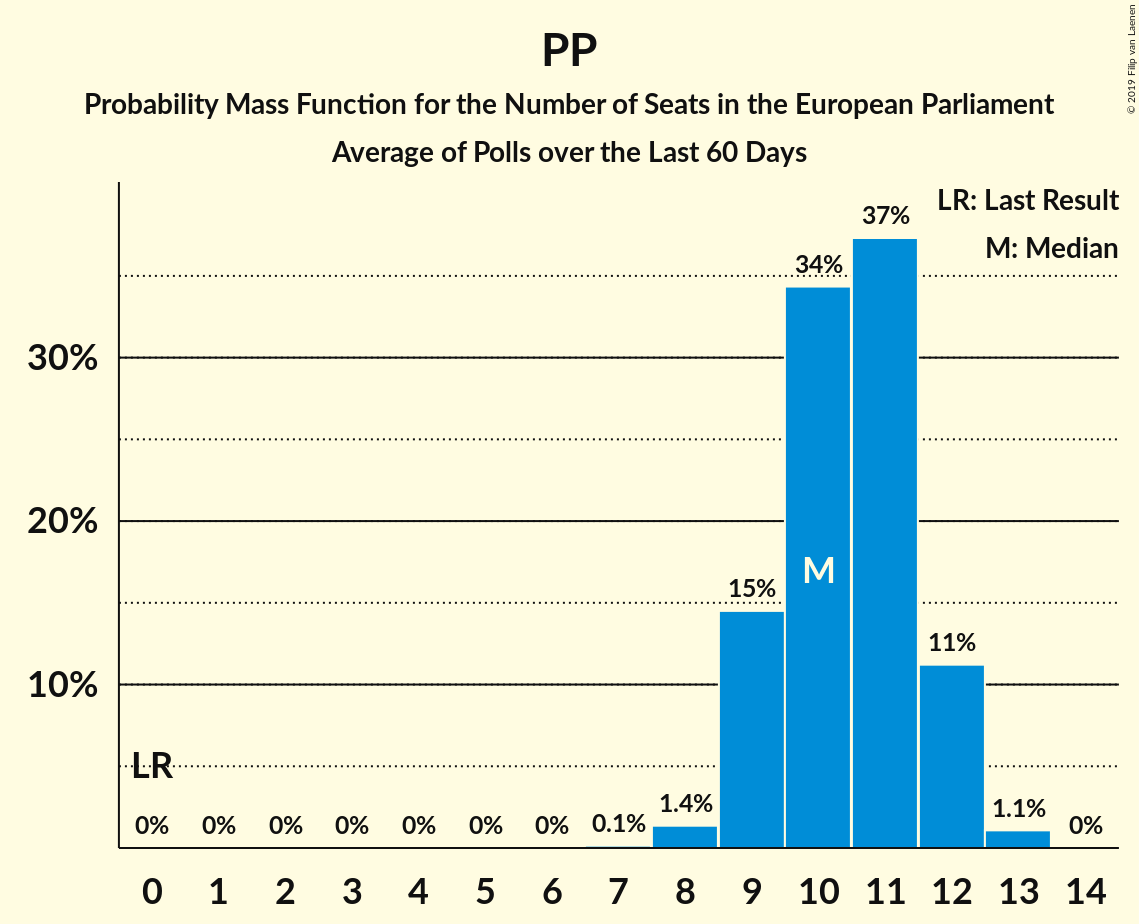 PP
Probability Mass Function for the Number of Seats in the European Parliament
Average of Polls over the Last 60 Days
© 2019 Filip van Laenen
LR: Last Result
M: Median
37%
34%
30%
20%
15%
M
11%
10%
LR
0% 0% 0% 0% 0% 0% 0% 0.1% 1.4% 1.1% 0%
0 1 2 3 4 5 6 7 8 9 10 11 12 13 14